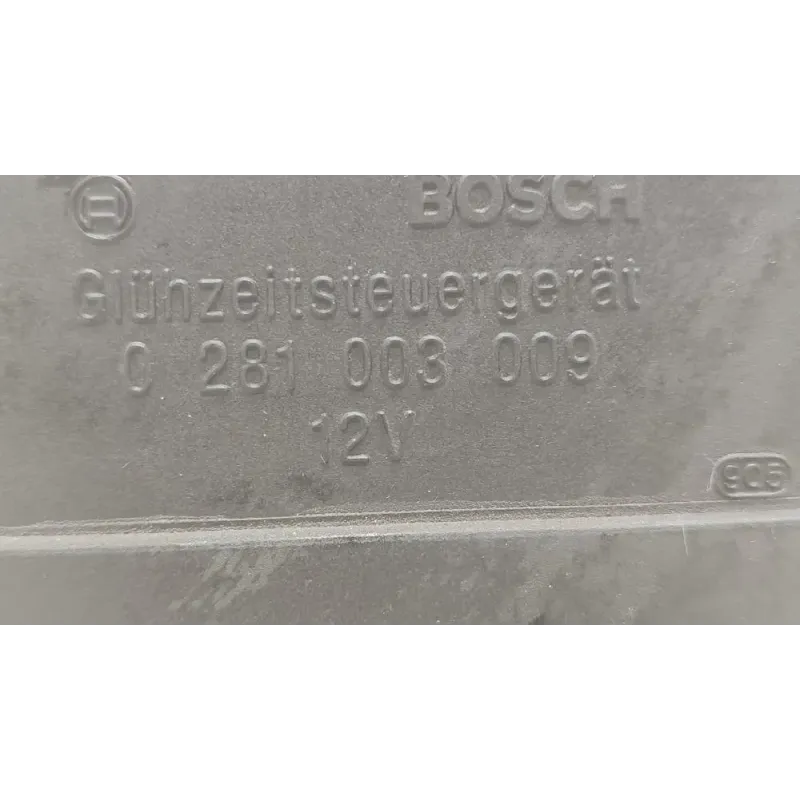 BOSCH
Glühzeitsteuergerät
0 281 003 009
12V
905